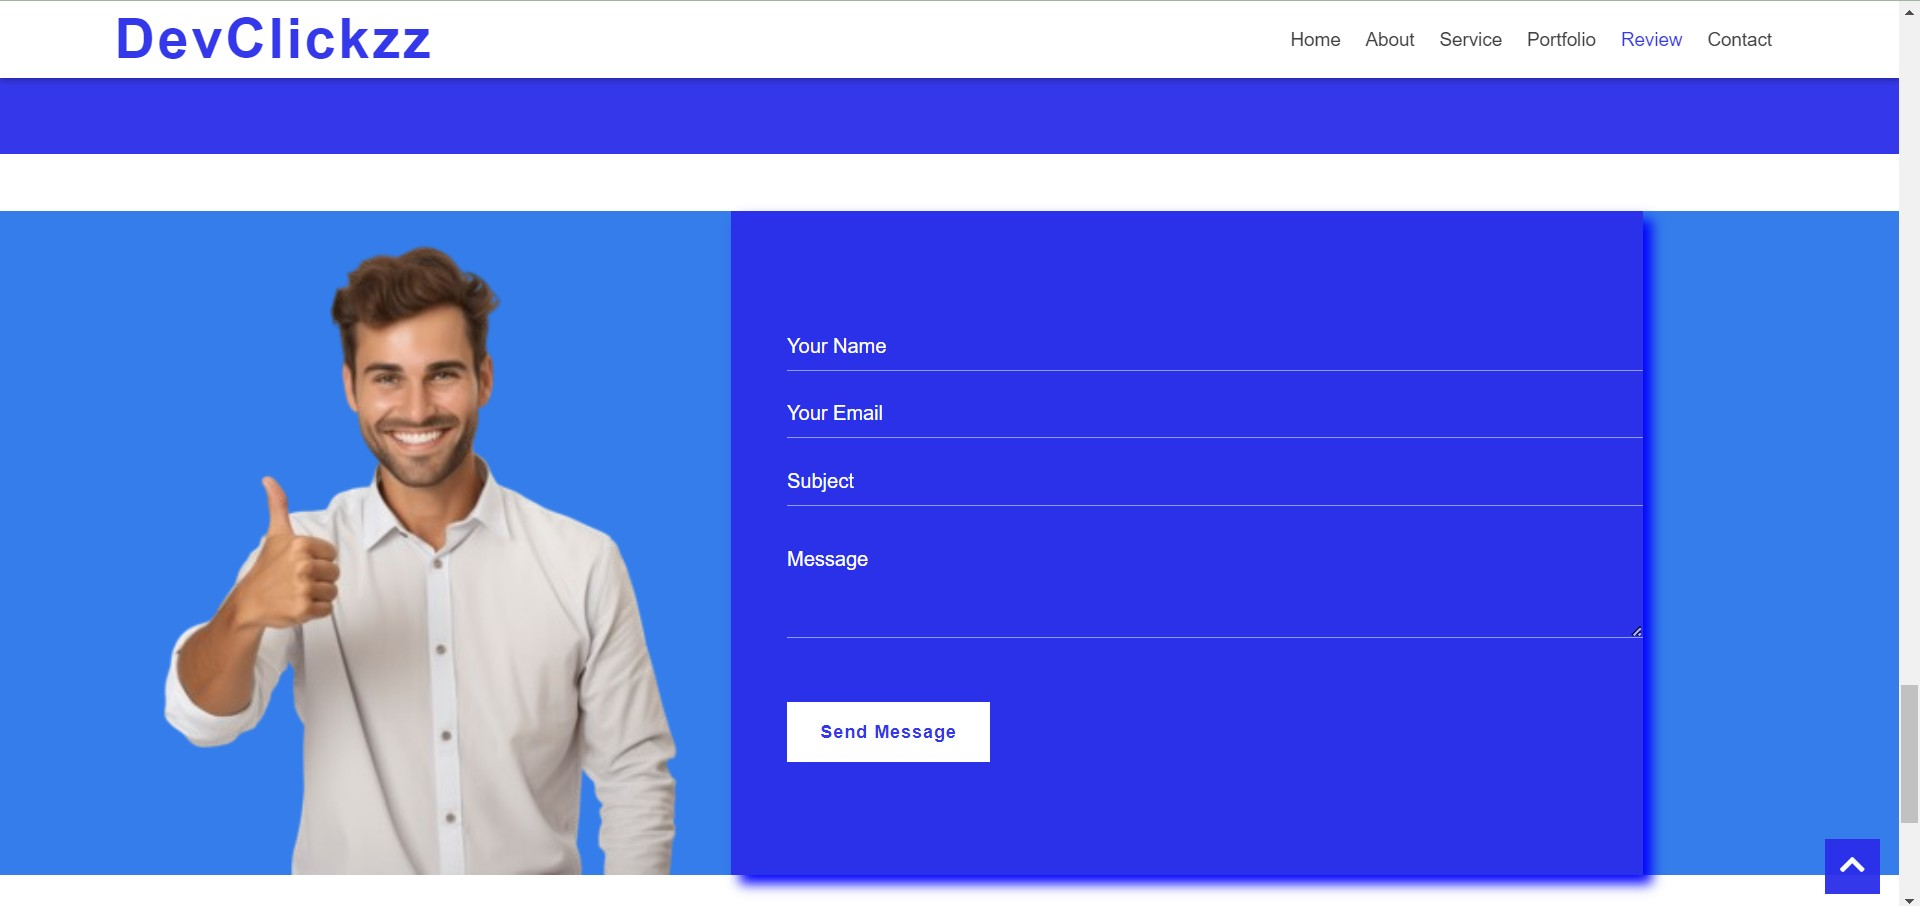 DevClickzz
Home About Service Portfolio Review Contact
Your Name
Your Email
Subject
Message
Send Message